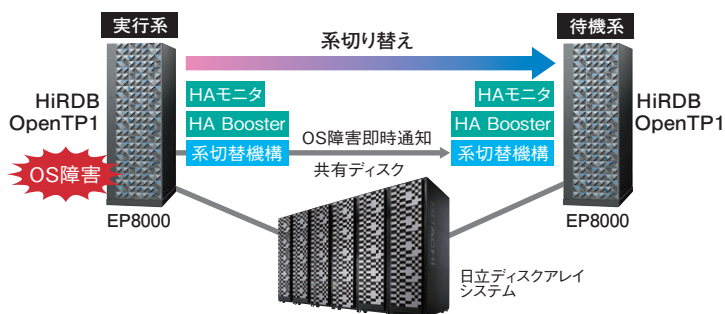 実行系
待機系
系切り替え
HiRDB
OpenTP1
HAモニタ
HA Booster
系切替機構
OS障害即時通知
HAモニタ
HA Booster
系切替機構
HiRDB
OpenTP1
OS障害
共有ディスク
EP8000
EP8000
日立ディスクアレイ
システム
HITACHI